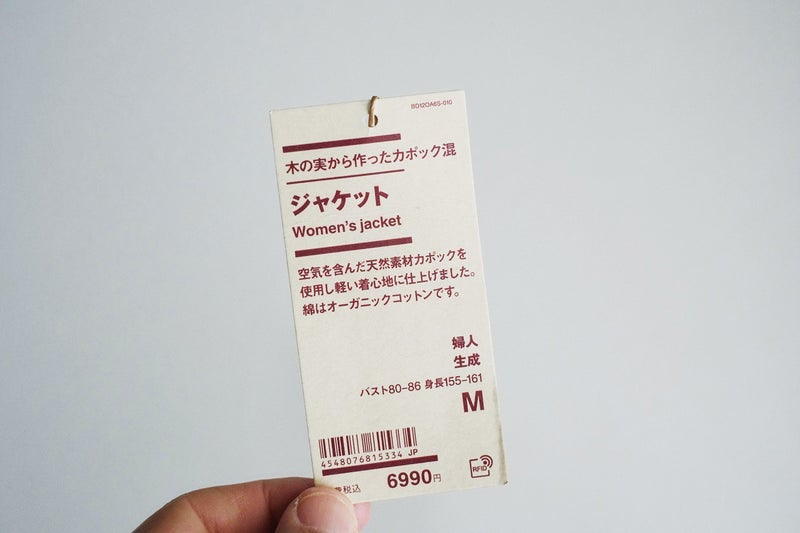 BD12OA6S-010
木の実から作ったカポック混
ジャケット
Women's jacket
空気を含んだ天然素材カポックを
使用し軽い着心地に仕上げました。
綿はオーガニックコットンです。
婦人
生成
バスト80–86 身長155–161
M
4548076815334 JP
費税込 6990円
RFID